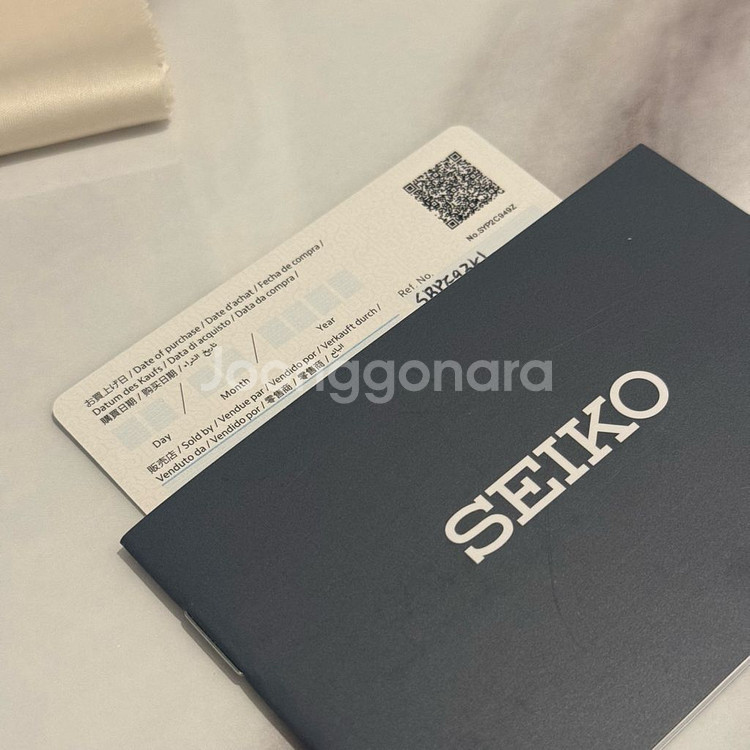 No.SYP2C949Z
Ref. No.
お買上げ日 / Date of purchase / Date d'achat / Fecha de compra /
Datum des Kaufs / Data di acquisto / Data da compra /
購買日期 / 购买日期 / تاريخ الشراء
Day / Month / Year
販売店 / Sold by / Vendue par / Vendido por / Verkauft durch /
Venduto da / Vendido por / 零售商 / 零售商 / البائع
Joonggonara
SEIKO